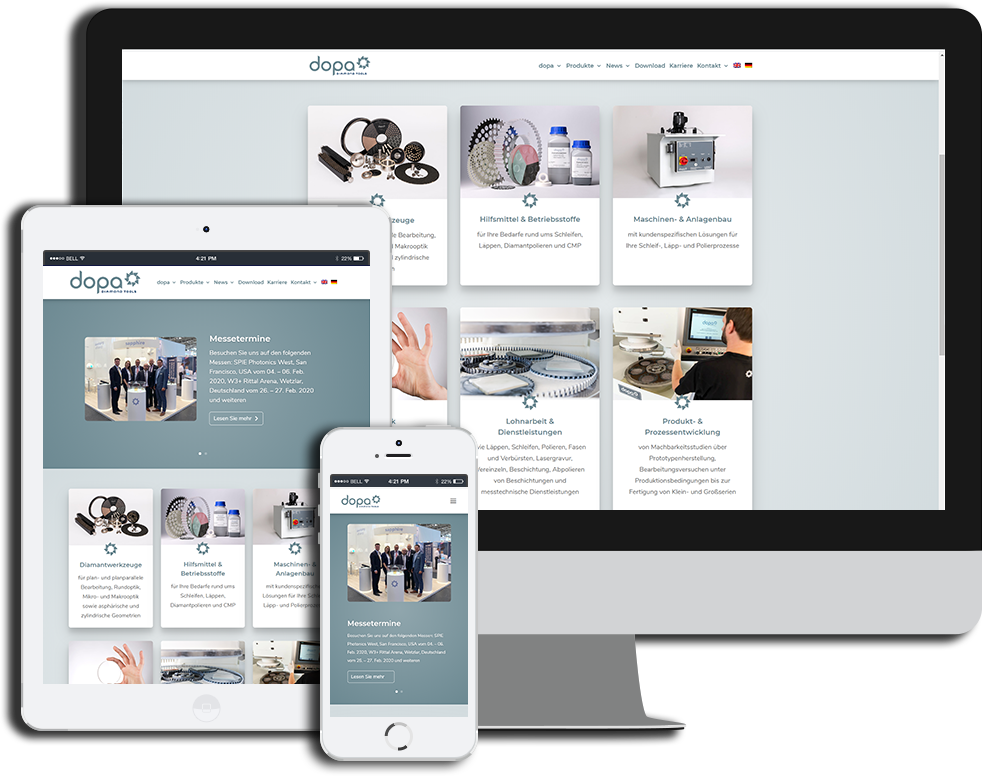 dopa
DIAMOND TOOLS
dopa Produkte News Download Karriere Kontakt
zeuge
le Bearbeitung,
d Makrooptik
d zylindrische
n
Hilfsmittel & Betriebsstoffe
für Ihre Bedarfe rund ums Schleifen,
Läppen, Diamantpolieren und CMP
Maschinen- & Anlagenbau
mit kundenspezifischen Lösungen für
Ihre Schleif-, Läpp- und Polierprozesse
k
Lohnarbeit &
Dienstleistungen
ie Läppen, Schleifen, Polieren, Fasen
und Verbürsten, Lasergravur,
Vereinzeln, Beschichtung, Abpolieren
von Beschichtungen und
messtechnische Dienstleistungen
Produkt- &
Prozessentwicklung
von Machbarkeitsstudien über
Prototypenherstellung,
Bearbeitungsversuchen unter
Produktionsbedingungen bis zur
Fertigung von Klein- und Großserien
BELL 4:21 PM 22%
dopa
DIAMOND TOOLS
dopa Produkte News Download Karriere Kontakt
Messetermine
Besuchen Sie uns auf den folgenden
Messen: SPIE Photonics West, San
Francisco, USA vom 04. – 06. Feb.
2020, W3+ Rittal Arena, Wetzlar,
Deutschland vom 26. – 27. Feb. 2020
und weiteren
Lesen Sie mehr
Diamantwerkzeuge
für plan- und planparallele
Bearbeitung, Rundoptik,
Mikro- und Makrooptik
sowie asphärische und
zylindrische Geometrien
Hilfsmittel &
Betriebsstoffe
für Ihre Bedarfe rund ums
Schleifen, Läppen,
Diamantpolieren und CMP
Maschinen- &
Anlagenbau
mit kundenspezifische
Lösungen für Ihre Schle
Läpp- und Polierproze
BELL 4:21 PM 22%
dopa
Messetermine
Besuchen Sie uns auf den folgenden Messen: SPIE
Photonics West, San Francisco, USA vom 04. – 06.
Feb. 2020, W3+ Rittal Arena, Wetzlar, Deutschland
vom 26. – 27. Feb. 2020 und weiteren
Lesen Sie mehr